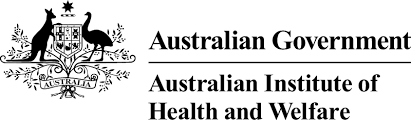 AUSTRALIA
Australian Government
Australian Institute of
Health and Welfare